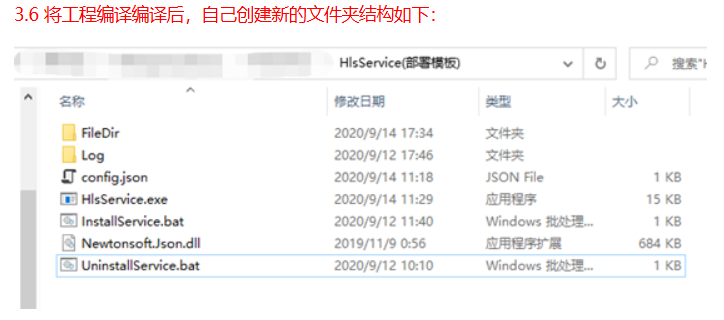 3.6 将工程编译编译后，自己创建新的文件夹结构如下：
HlsService(部署模板)
搜索"H
名称 修改日期 类型 大小
FileDir 2020/9/14 17:34 文件夹
Log 2020/9/12 17:46 文件夹
config.json 2020/9/14 11:18 JSON File 1 KB
HlsService.exe 2020/9/14 11:29 应用程序 15 KB
InstallService.bat 2020/9/12 11:40 Windows 批处理... 1 KB
Newtonsoft.Json.dll 2019/11/9 0:56 应用程序扩展 684 KB
UninstallService.bat 2020/9/12 10:10 Windows 批处理... 1 KB